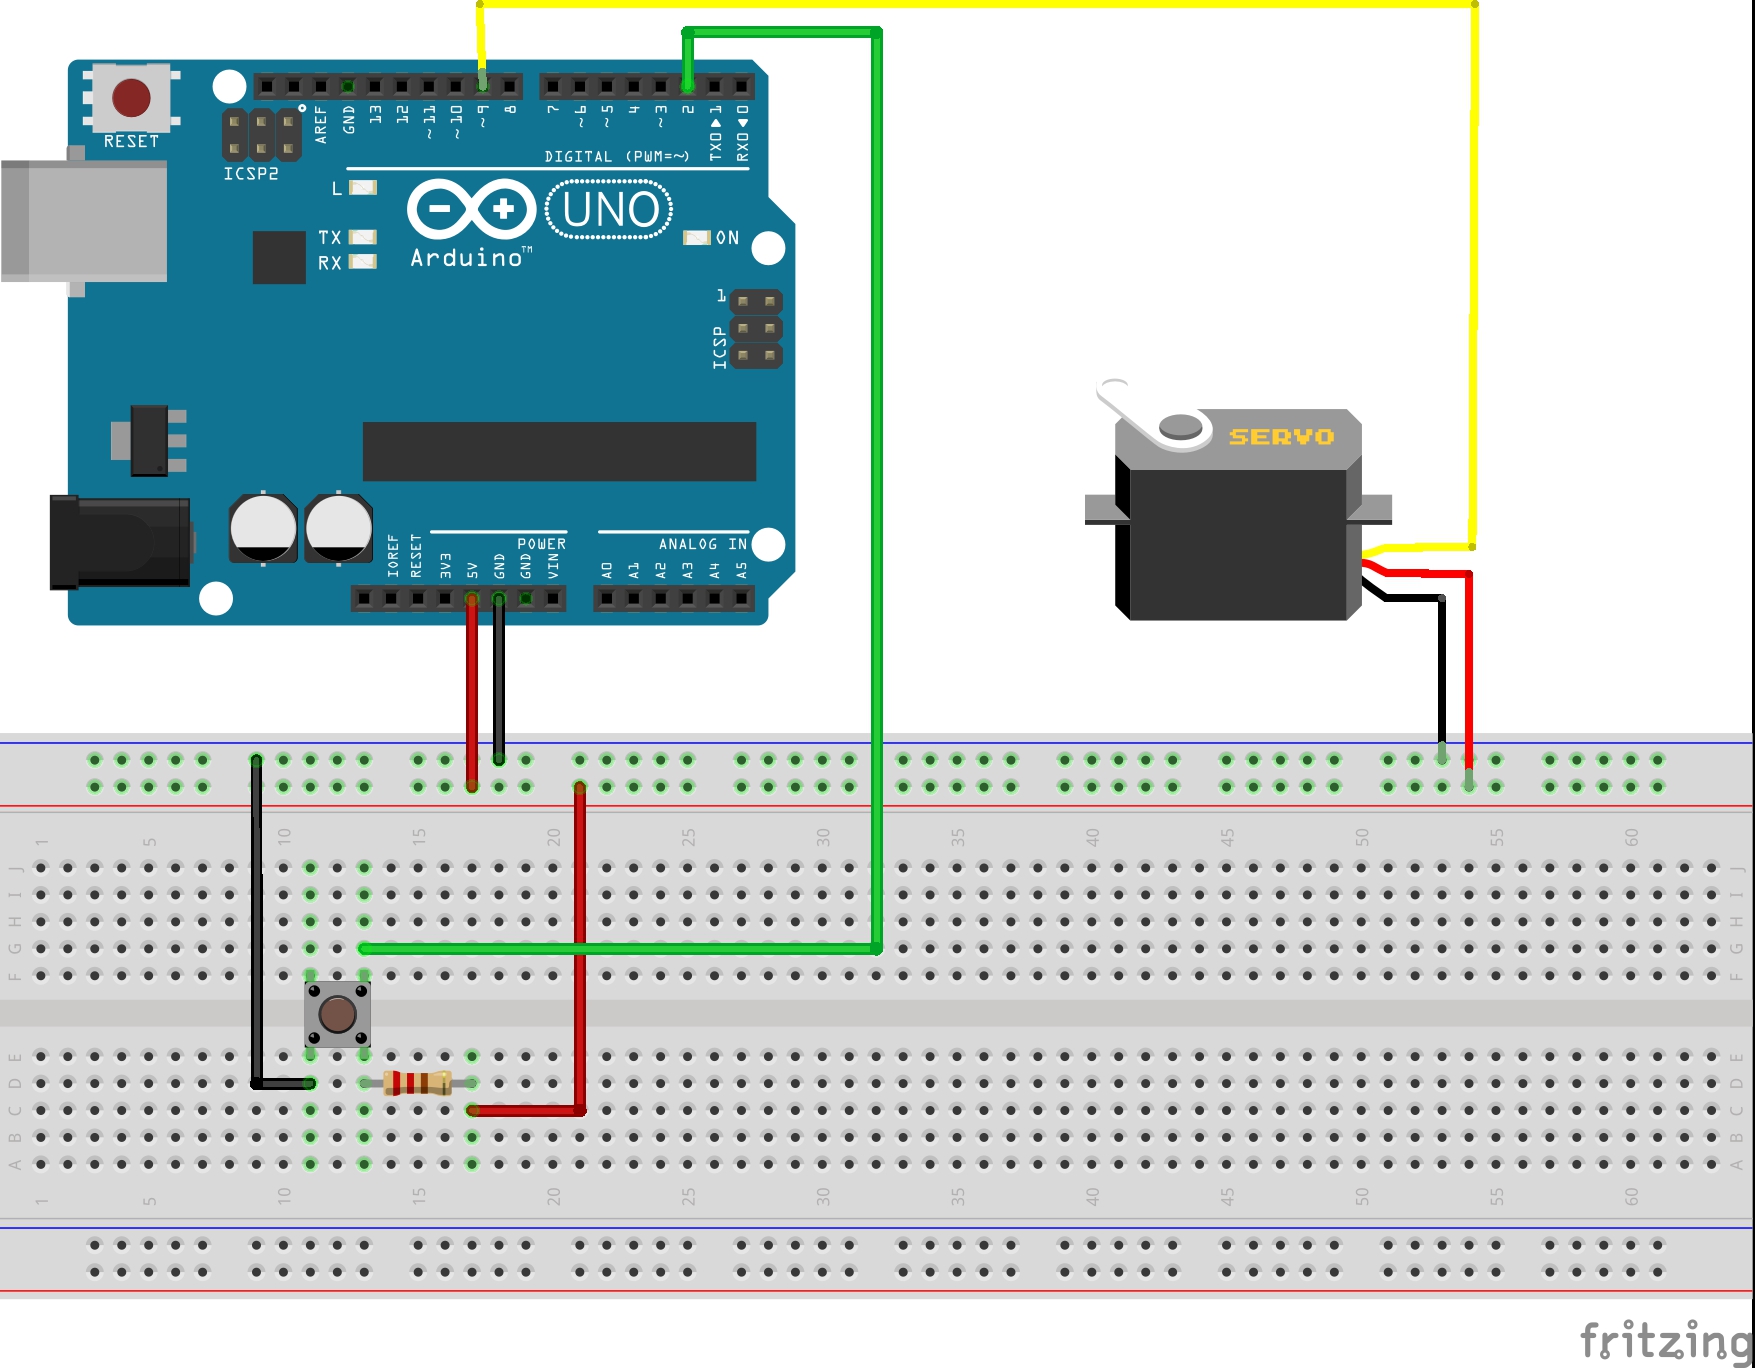 RESET
ICSP2
AREF
GND
13
12
~11
~10
~9
8
7
~6
~5
4
~3
2
TX0▶1
RX0◀0
DIGITAL (PWM=~)
L
TX
RX
UNO
Arduino™
ON
1
ICSP
SERVO
POWER
ANALOG IN
IOREF
RESET
3V3
5V
GND
GND
VIN
A0
A1
A2
A3
A4
A5
1 5 10 15 20 25 30 35 40 45 50 55 60
J J
I I
H H
G G
F F
E E
D D
C C
B B
A A
1 5 10 15 20 25 30 35 40 45 50 55 60
fritzing